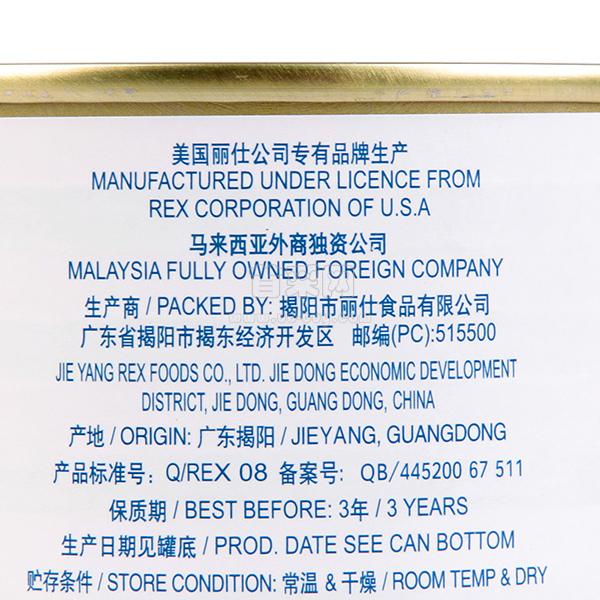 美国丽仕公司专有品牌生产
MANUFACTURED UNDER LICENCE FROM
REX CORPORATION OF U.S.A
马来西亚外商独资公司
MALAYSIA FULLY OWNED FOREIGN COMPANY
生产商 / PACKED BY: 揭阳市丽仕食品有限公司
广东省揭阳市揭东经济开发区 邮编(PC):515500
JIE YANG REX FOODS CO., LTD. JIE DONG ECONOMIC DEVELOPMENT
DISTRICT, JIE DONG, GUANG DONG, CHINA
产地 / ORIGIN: 广东揭阳 / JIEYANG, GUANGDONG
产品标准号: Q/REX 08 备案号: QB/445200 67 511
保质期 / BEST BEFORE: 3年 / 3 YEARS
生产日期见罐底 / PROD. DATE SEE CAN BOTTOM
贮存条件 / STORE CONDITION: 常温 & 干燥 / ROOM TEMP & DRY